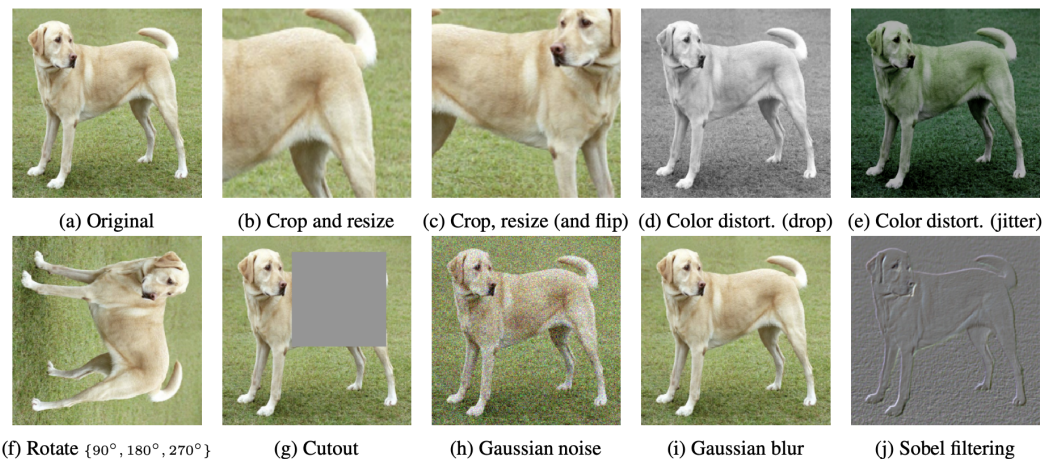 (a) Original
(b) Crop and resize
(c) Crop, resize (and flip)
(d) Color distort. (drop)
(e) Color distort. (jitter)
(f) Rotate {90°, 180°, 270°}
(g) Cutout
(h) Gaussian noise
(i) Gaussian blur
(j) Sobel filtering